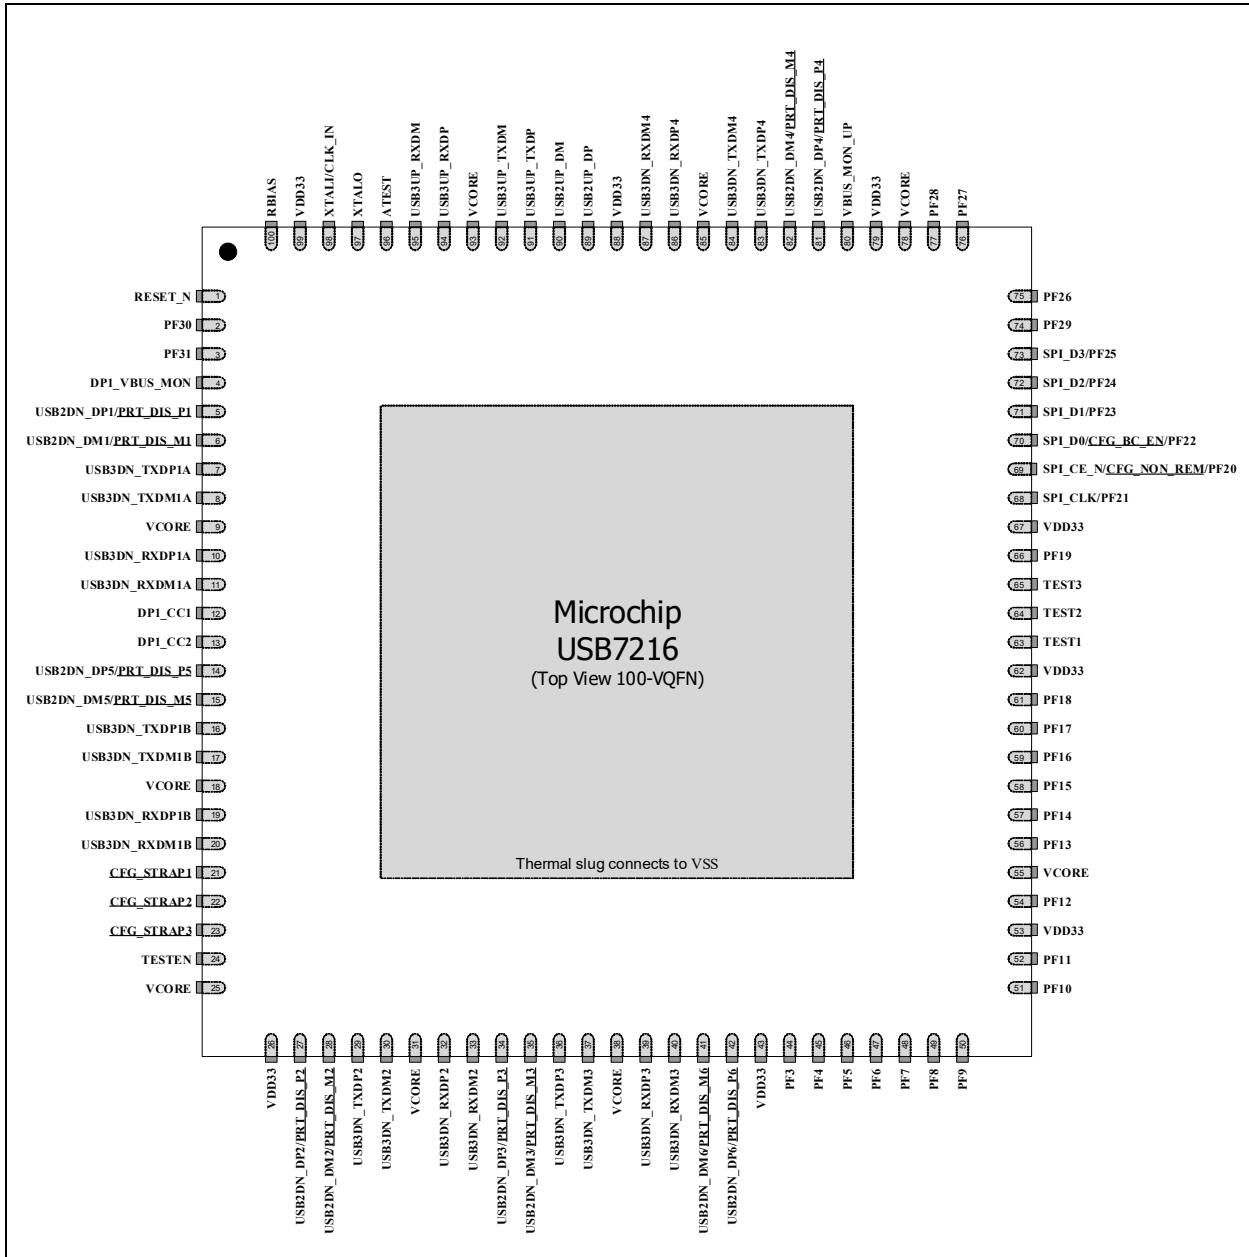 RBIAS
VDD33
XTALI/CLK_IN
XTALO
ATEST
USB3UP_RXDM
USB3UP_RXDP
VCORE
USB3UP_TXDM
USB3UP_TXDP
USB2UP_DM
USB2UP_DP
VDD33
USB3DN_RXDM4
USB3DN_RXDP4
VCORE
USB3DN_TXDM4
USB3DN_TXDP4
USB2DN_DM4/PRT_DIS_M4
USB2DN_DP4/PRT_DIS_P4
VBUS_MON_UP
VDD33
VCORE
PF28
PF27
100
99
98
97
96
95
94
93
92
91
90
89
88
87
86
85
84
83
82
81
80
79
78
77
76
RESET_N 1
PF30 2
PF31 3
DP1_VBUS_MON 4
USB2DN_DP1/PRT_DIS_P1 5
USB2DN_DM1/PRT_DIS_M1 6
USB3DN_TXDP1A 7
USB3DN_TXDM1A 8
VCORE 9
USB3DN_RXDP1A 10
USB3DN_RXDM1A 11
DP1_CC1 12
DP1_CC2 13
USB2DN_DP5/PRT_DIS_P5 14
USB2DN_DM5/PRT_DIS_M5 15
USB3DN_TXDP1B 16
USB3DN_TXDM1B 17
VCORE 18
USB3DN_RXDP1B 19
USB3DN_RXDM1B 20
CFG_STRAP1 21
CFG_STRAP2 22
CFG_STRAP3 23
TESTEN 24
VCORE 25
Microchip
USB7216
(Top View 100-VQFN)
Thermal slug connects to VSS
75 PF26
74 PF29
73 SPI_D3/PF25
72 SPI_D2/PF24
71 SPI_D1/PF23
70 SPI_D0/CFG_BC_EN/PF22
69 SPI_CE_N/CFG_NON_REM/PF20
68 SPI_CLK/PF21
67 VDD33
66 PF19
65 TEST3
64 TEST2
63 TEST1
62 VDD33
61 PF18
60 PF17
59 PF16
58 PF15
57 PF14
56 PF13
55 VCORE
54 PF12
53 VDD33
52 PF11
51 PF10
26
27
28
29
30
31
32
33
34
35
36
37
38
39
40
41
42
43
44
45
46
47
48
49
50
VDD33
USB2DN_DP2/PRT_DIS_P2
USB2DN_DM2/PRT_DIS_M2
USB3DN_TXDP2
USB3DN_TXDM2
VCORE
USB3DN_RXDP2
USB3DN_RXDM2
USB2DN_DP3/PRT_DIS_P3
USB2DN_DM3/PRT_DIS_M3
USB3DN_TXDP3
USB3DN_TXDM3
VCORE
USB3DN_RXDP3
USB3DN_RXDM3
USB2DN_DM6/PRT_DIS_M6
USB2DN_DP6/PRT_DIS_P6
VDD33
PF3
PF4
PF5
PF6
PF7
PF8
PF9